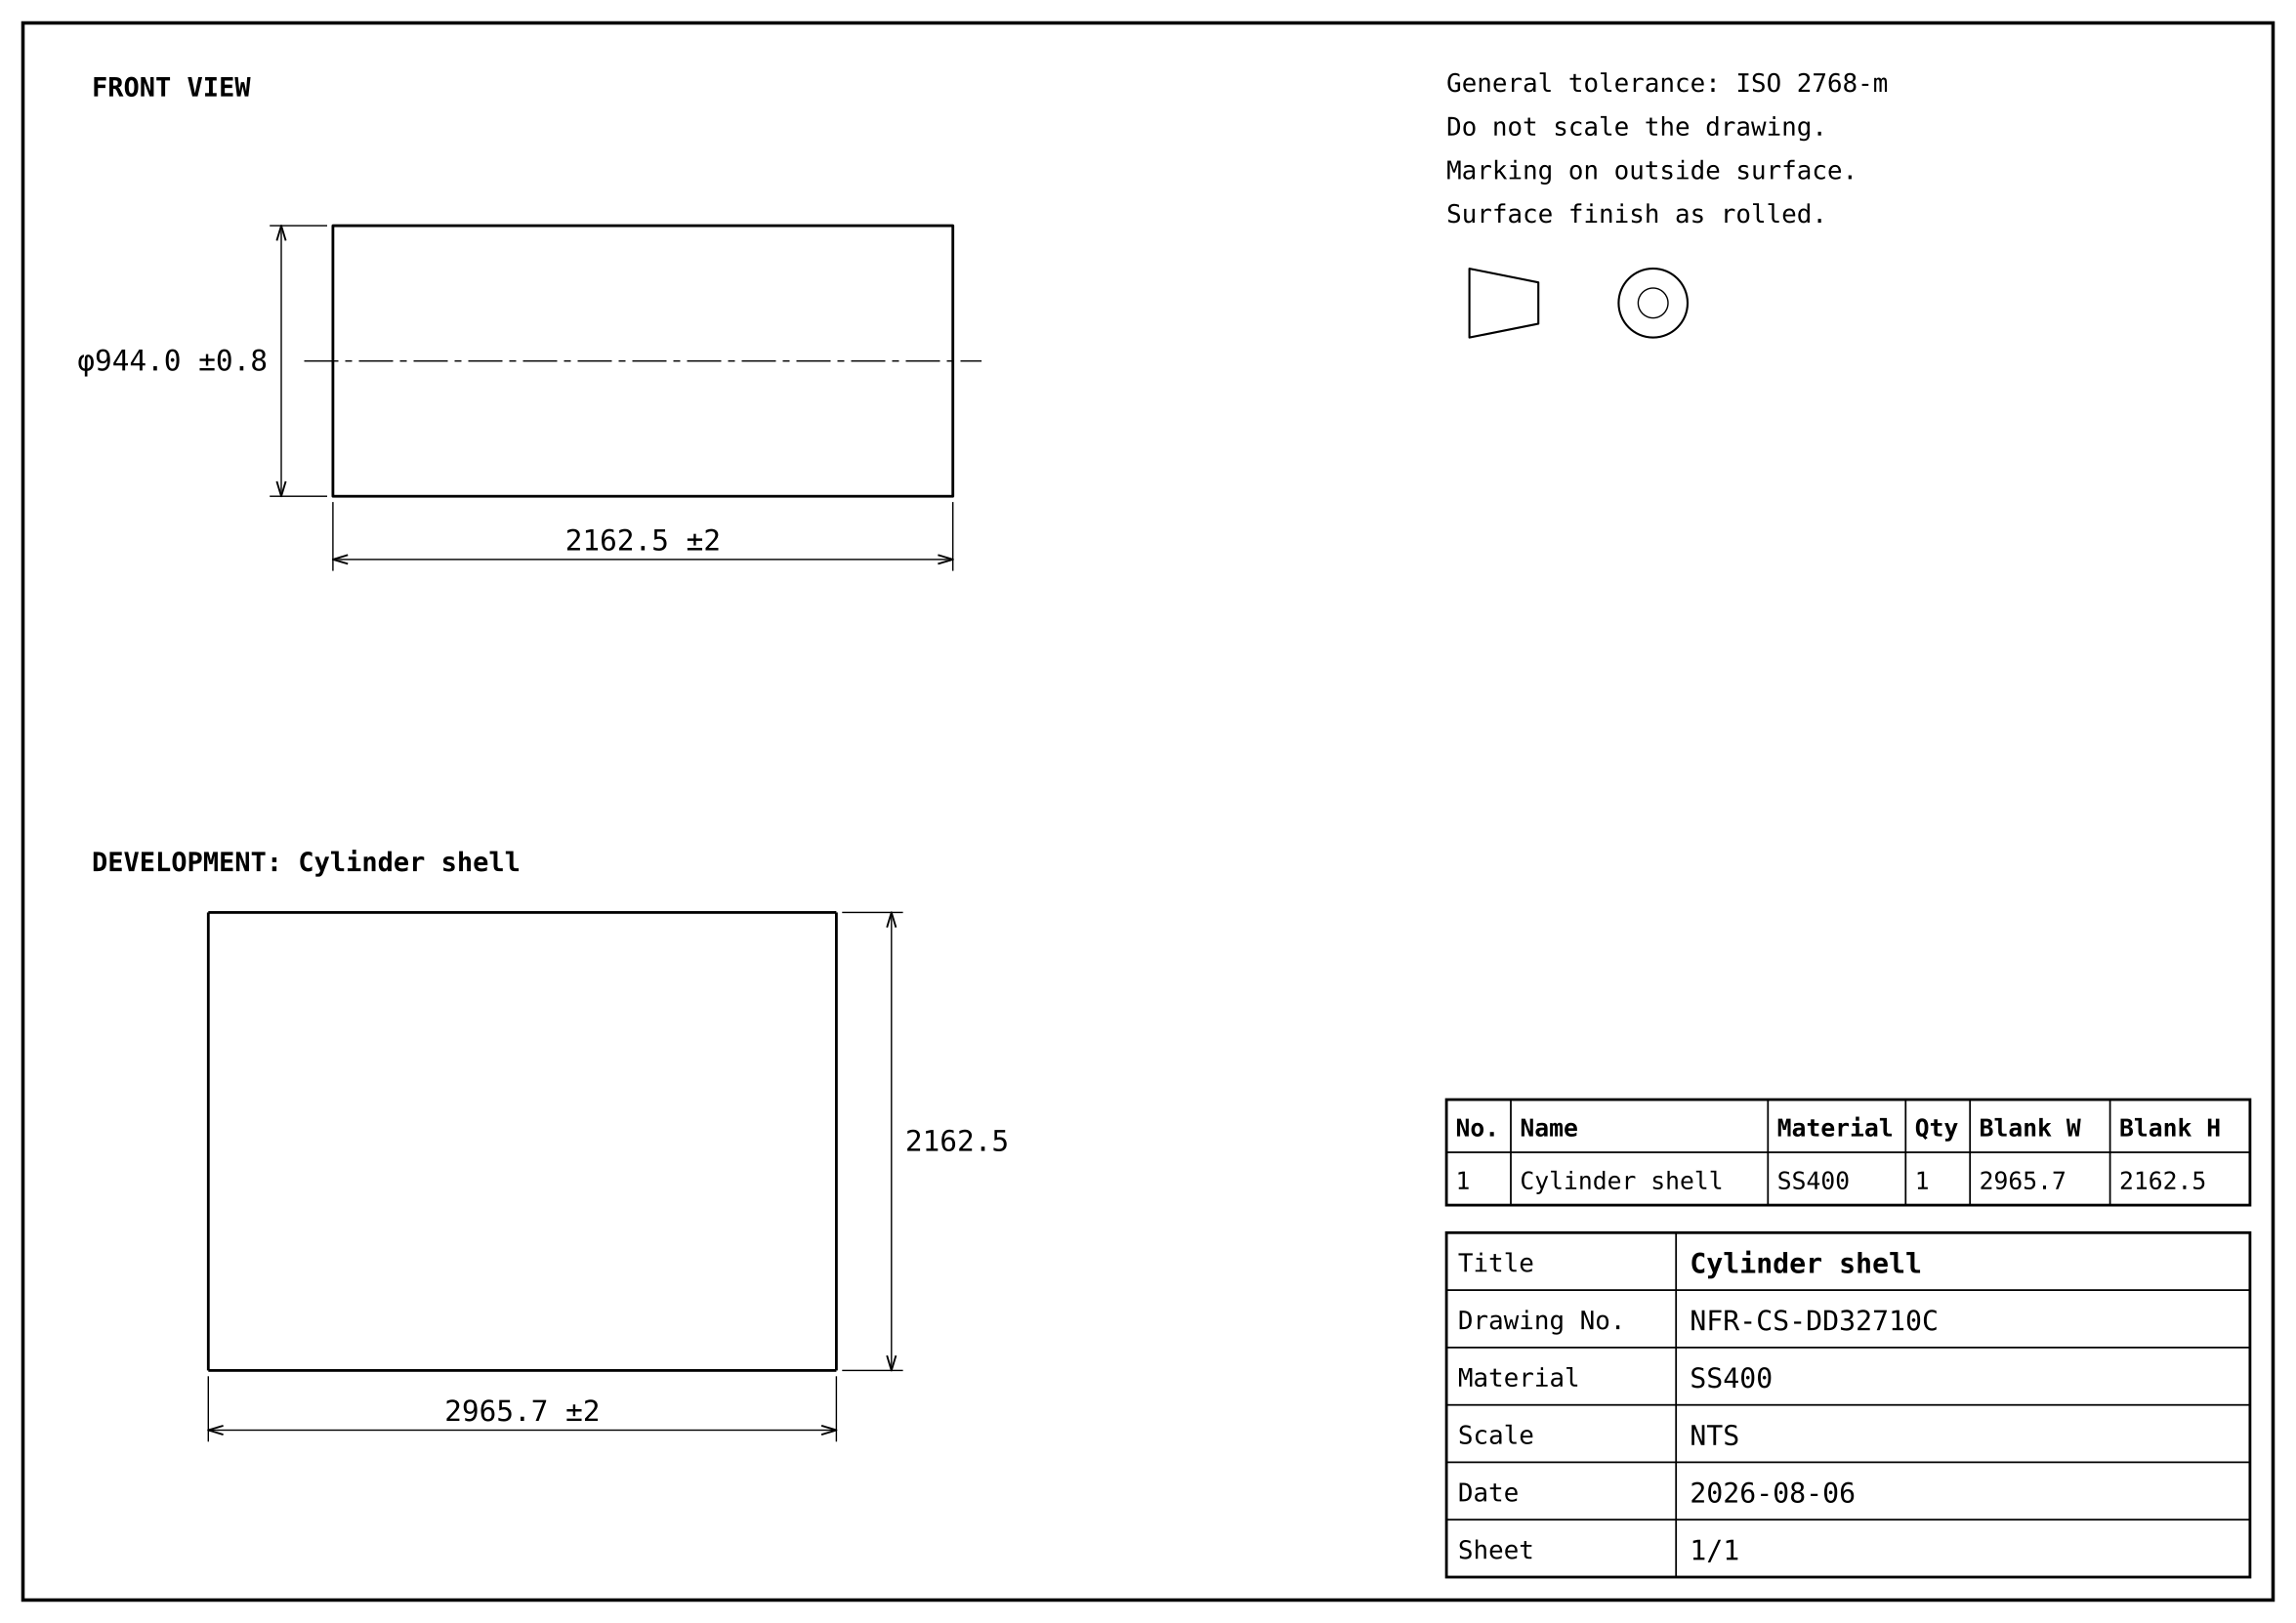 FRONT VIEW
General tolerance: ISO 2768-m
Do not scale the drawing.
Marking on outside surface.
Surface finish as rolled.
φ944.0 ±0.8
2162.5 ±2
DEVELOPMENT: Cylinder shell
2162.5
2965.7 ±2
No. Name Material Qty Blank W Blank H
1 Cylinder shell SS400 1 2965.7 2162.5
Title Cylinder shell
Drawing No. NFR-CS-DD32710C
Material SS400
Scale NTS
Date 2026-08-06
Sheet 1/1